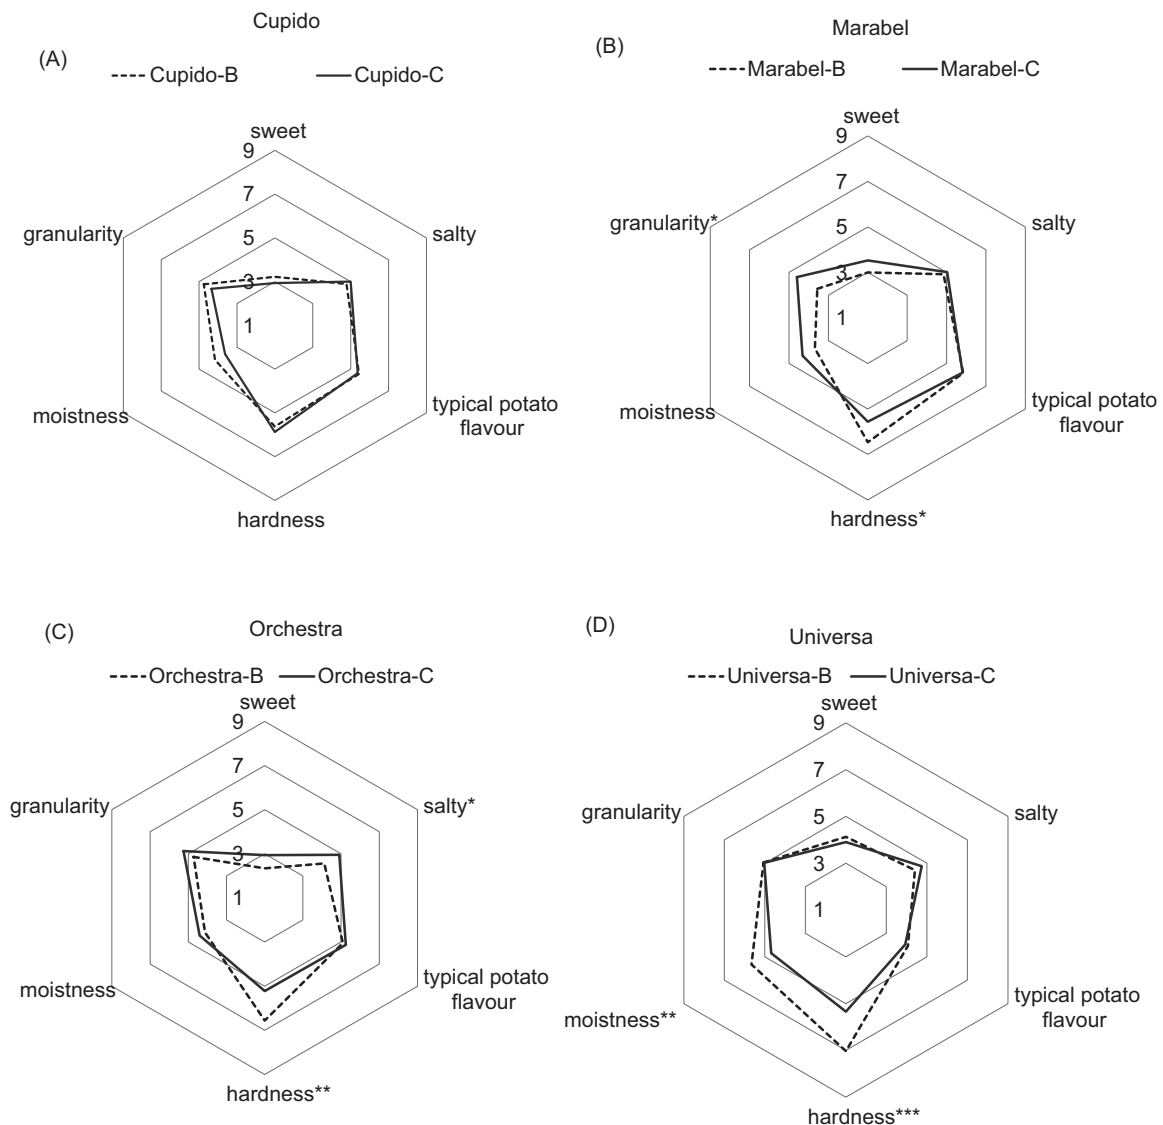 Cupido
(A)
Cupido-B
Cupido-C
sweet
9
7
5
3
1
granularity
salty
moistness
typical potato
flavour
hardness
Marabel
(B)
Marabel-B
Marabel-C
sweet
9
7
5
3
1
granularity*
salty
moistness
typical potato
flavour
hardness*
Orchestra
(C)
Orchestra-B
Orchestra-C
sweet
9
7
5
3
1
granularity
salty*
moistness
typical potato
flavour
hardness**
Universa
(D)
Universa-B
Universa-C
sweet
9
7
5
3
1
granularity
salty
moistness**
typical potato
flavour
hardness***